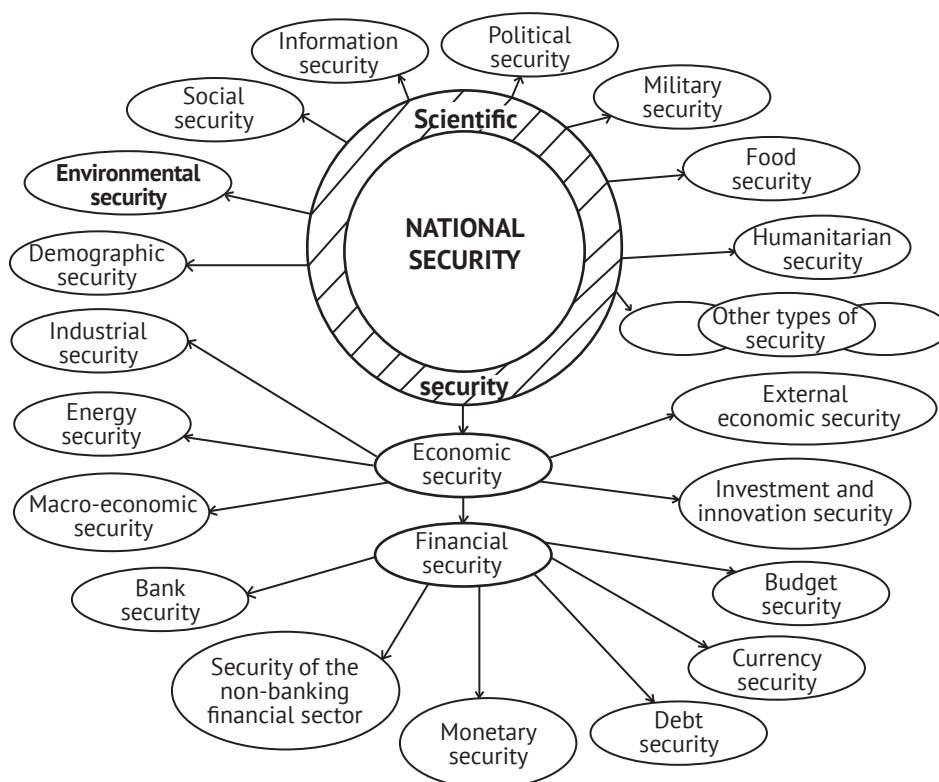 Information
security
Political
security
Social
security
Scientific
Military
security
Environmental
security
Food
security
NATIONAL
SECURITY
Demographic
security
Humanitarian
security
Industrial
security
Other types of
security
security
Energy
security
External
economic security
Economic
security
Macro-economic
security
Investment and
innovation security
Financial
security
Bank
security
Budget
security
Security of the
non-banking
financial sector
Currency
security
Monetary
security
Debt
security